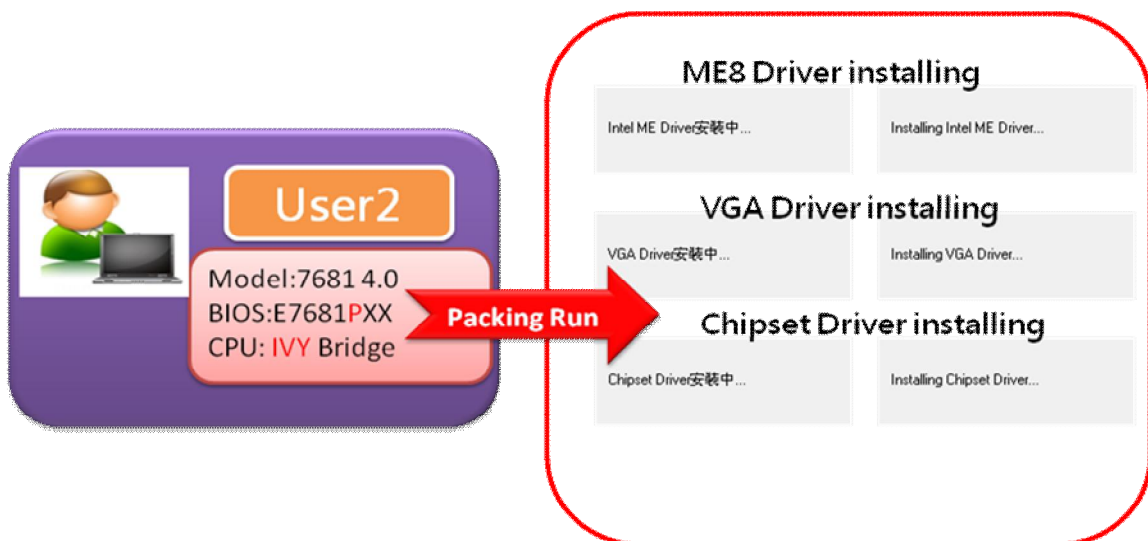 User2
Model:7681 4.0
BIOS:E7681PXX
CPU: IVY Bridge
Packing Run
ME8 Driver installing
Intel ME Driver安裝中...
Installing Intel ME Driver...
VGA Driver installing
VGA Driver安裝中...
Installing VGA Driver...
Chipset Driver installing
Chipset Driver安裝中...
Installing Chipset Driver...